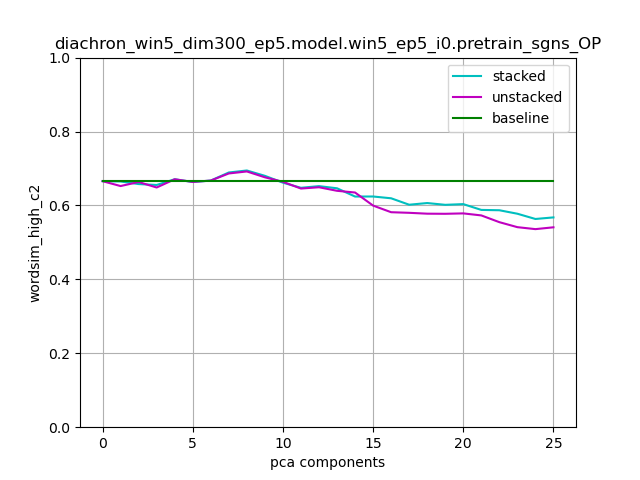 diachron_win5_dim300_ep5.model.win5_ep5_i0.pretrain_sgns_OP
1.0
0.8
0.6
0.4
0.2
0.0
wordsim_high_c2
stacked
unstacked
baseline
0 5 10 15 20 25
pca components